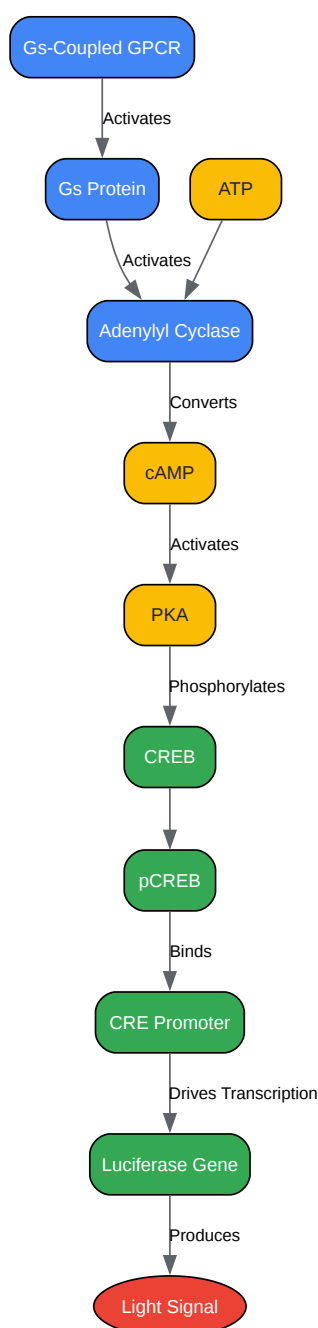 Gs-Coupled GPCR
Activates
Gs Protein
ATP
Activates
Adenylyl Cyclase
Converts
cAMP
Activates
PKA
Phosphorylates
CREB
pCREB
Binds
CRE Promoter
Drives Transcription
Luciferase Gene
Produces
Light Signal